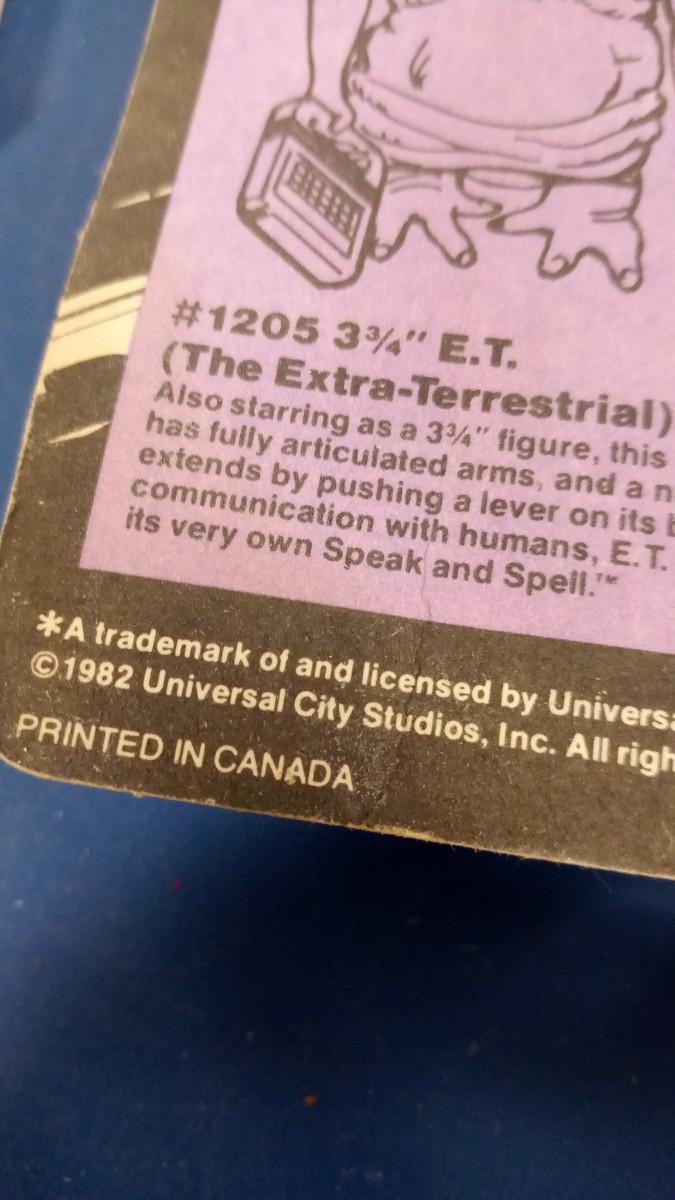 #1205 3¾" E.T.
(The Extra-Terrestrial)
Also starring as a 3¾" figure, this
has fully articulated arms, and a
extends by pushing a lever on its
communication with humans, E.T.
its very own Speak and Spell.™
*A trademark of and licensed by
©1982 Universal City Studios, Inc. All
PRINTED IN CANADA